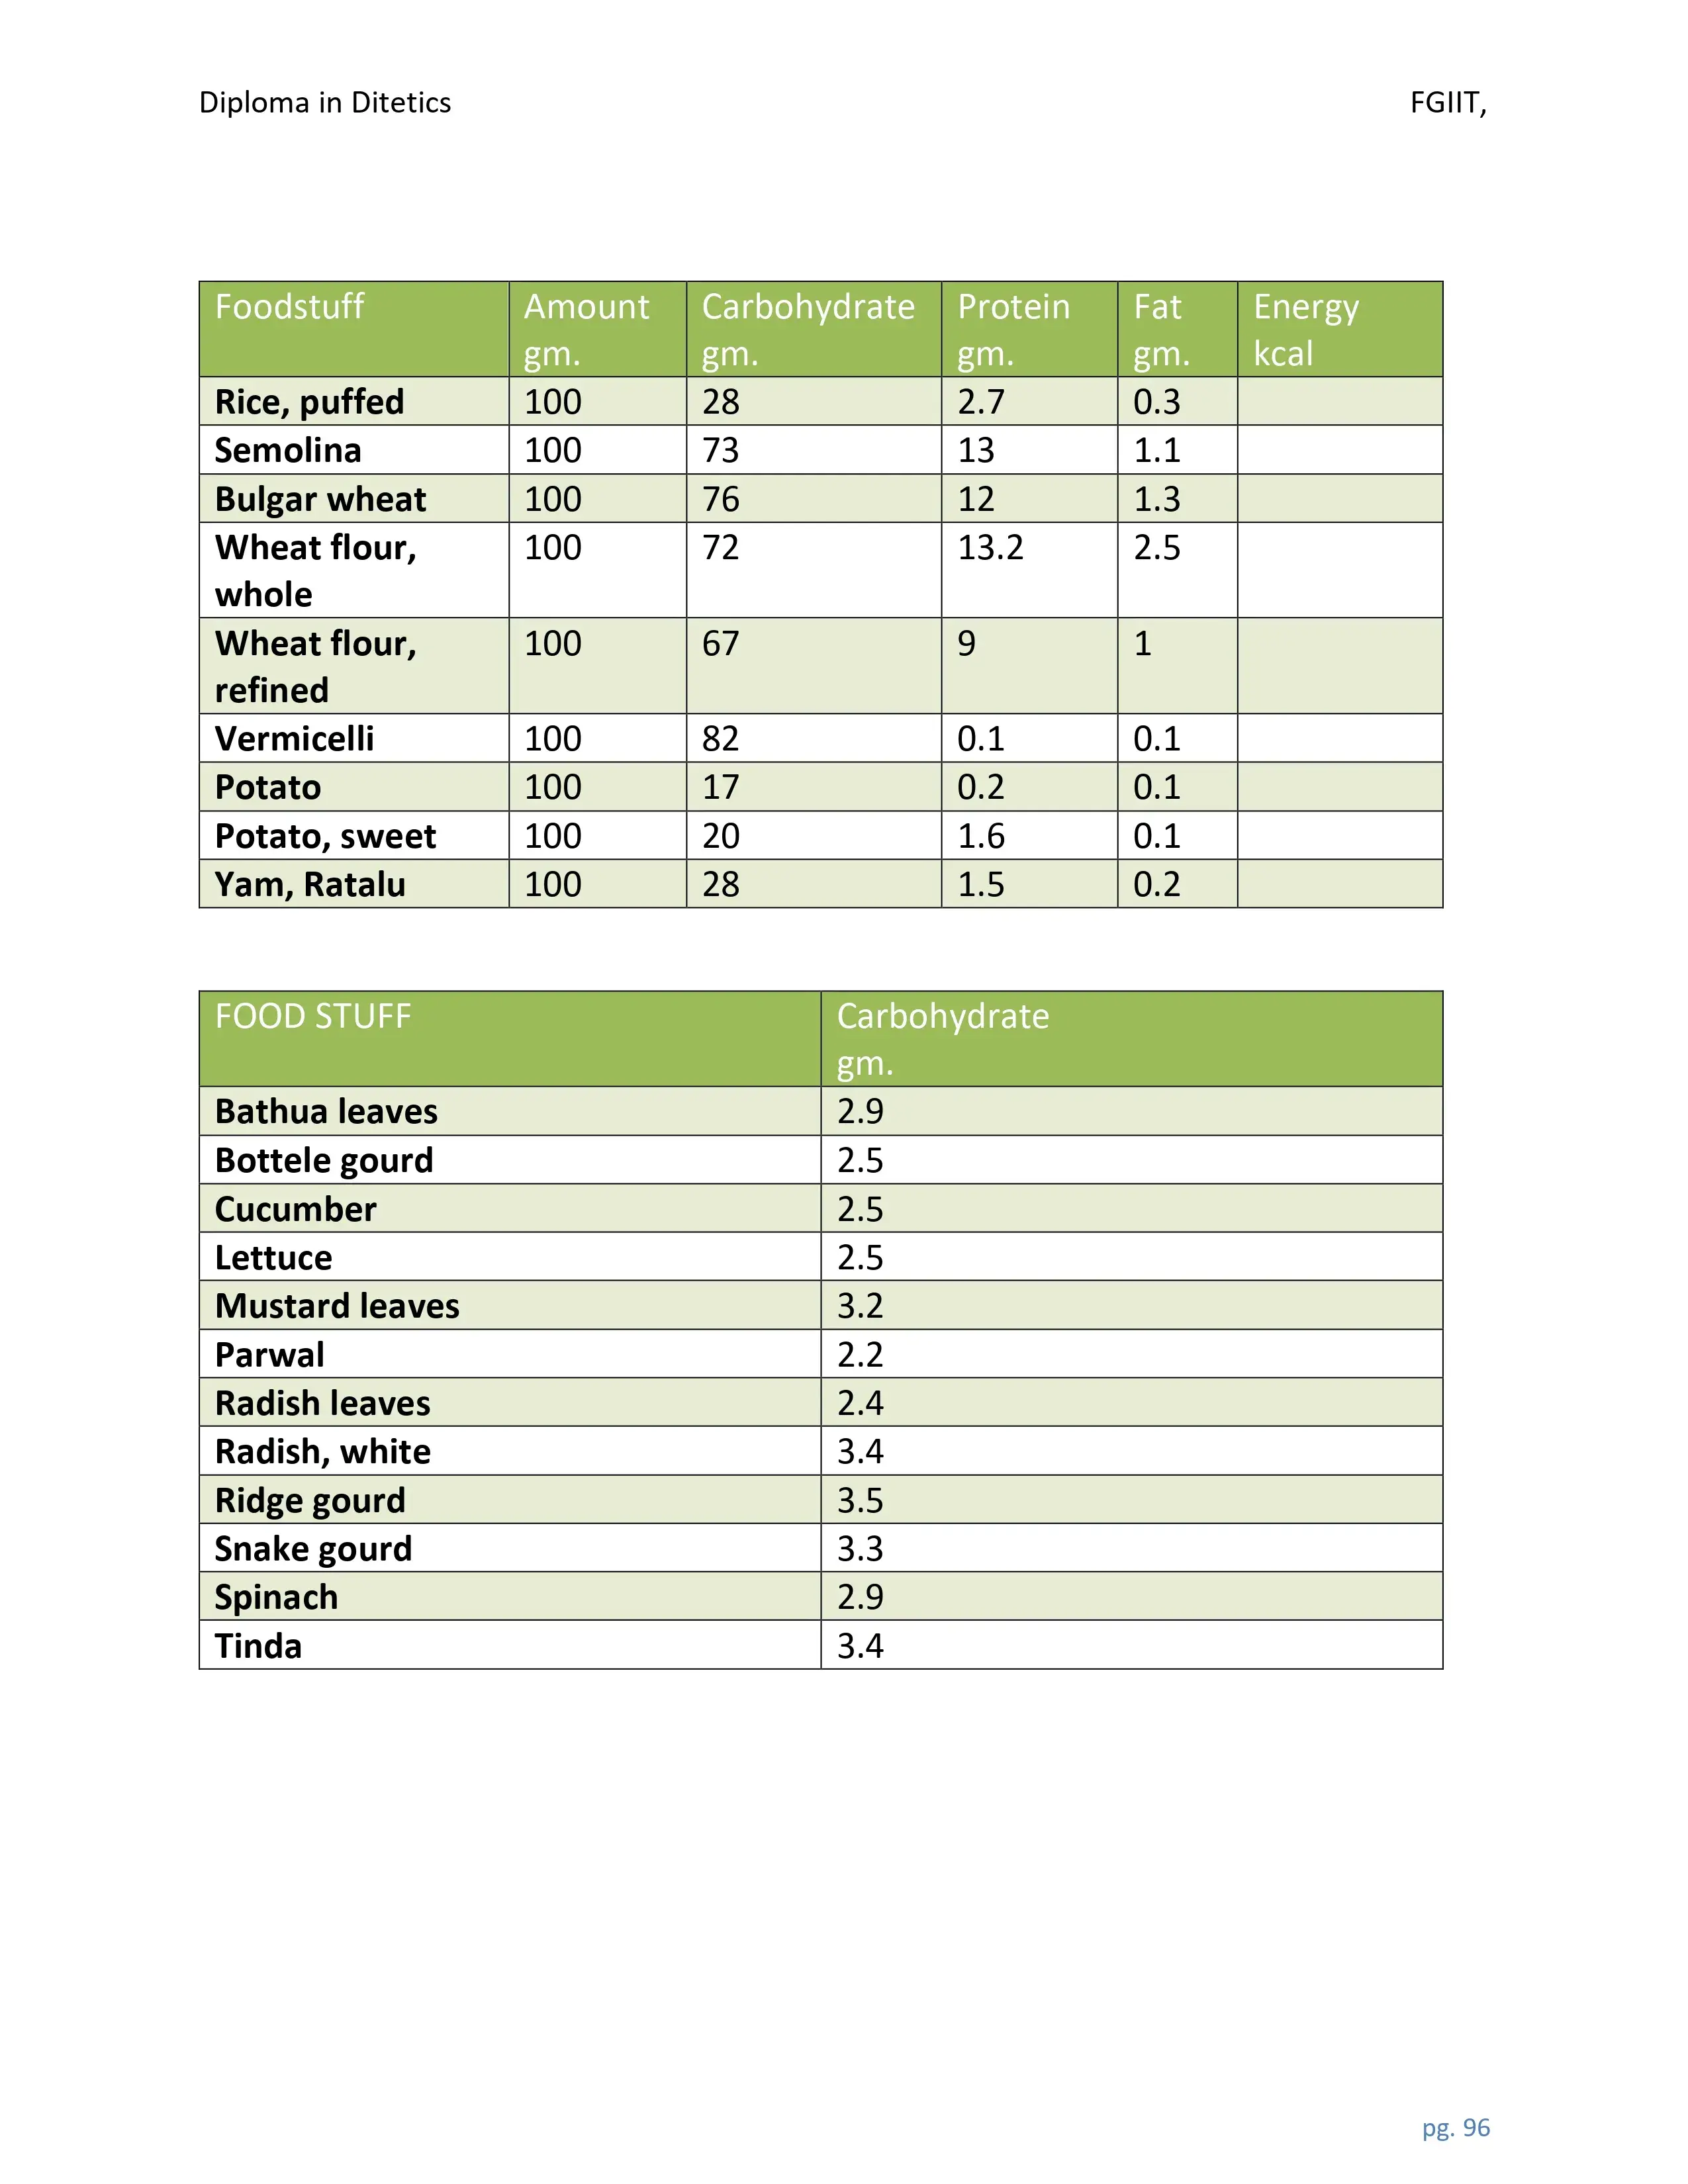 Diploma in Ditetics FGIIT,
Foodstuff Amount gm. Carbohydrate gm. Protein gm. Fat gm. Energy kcal
Rice, puffed 100 28 2.7 0.3
Semolina 100 73 13 1.1
Bulgar wheat 100 76 12 1.3
Wheat flour, whole 100 72 13.2 2.5
Wheat flour, refined 100 67 9 1
Vermicelli 100 82 0.1 0.1
Potato 100 17 0.2 0.1
Potato, sweet 100 20 1.6 0.1
Yam, Ratalu 100 28 1.5 0.2
FOOD STUFF Carbohydrate gm.
Bathua leaves 2.9
Bottele gourd 2.5
Cucumber 2.5
Lettuce 2.5
Mustard leaves 3.2
Parwal 2.2
Radish leaves 2.4
Radish, white 3.4
Ridge gourd 3.5
Snake gourd 3.3
Spinach 2.9
Tinda 3.4
pg. 96